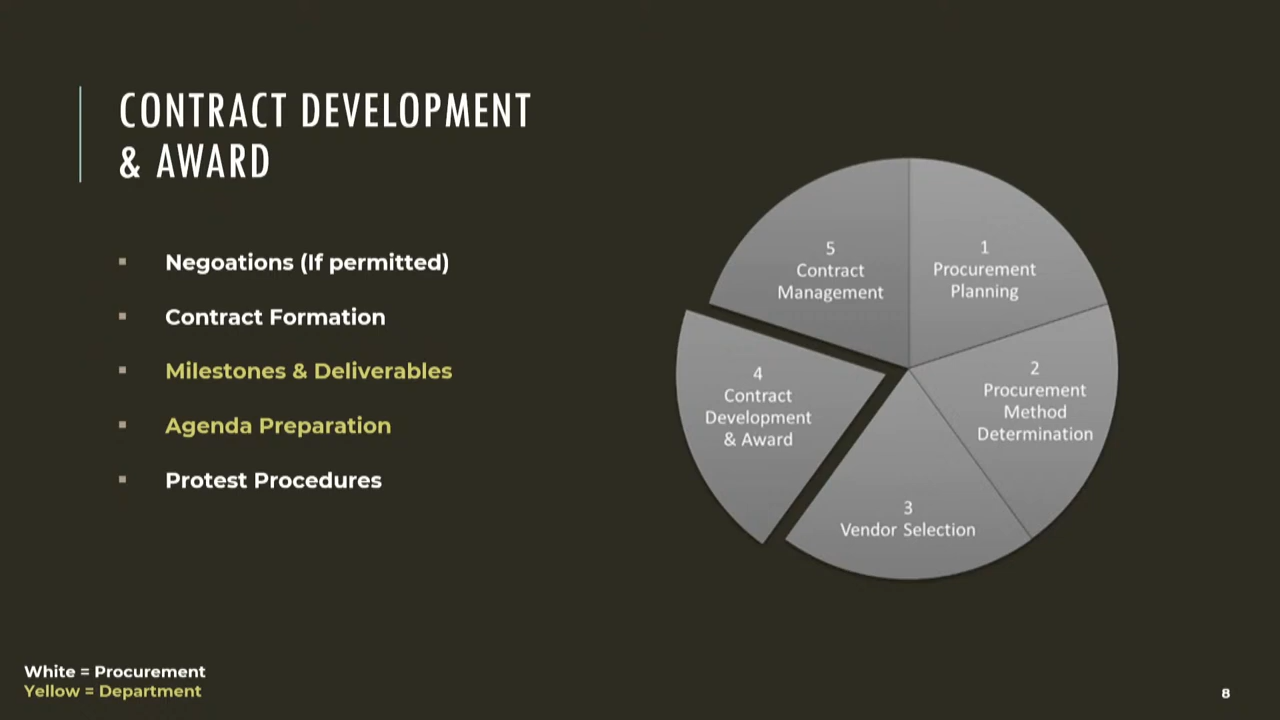 CONTRACT DEVELOPMENT
& AWARD
Negoations (If permitted)
Contract Formation
Milestones & Deliverables
Agenda Preparation
Protest Procedures
5
Contract
Management
1
Procurement
Planning
4
Contract
Development
& Award
2
Procurement
Method
Determination
3
Vendor Selection
White = Procurement
Yellow = Department
8